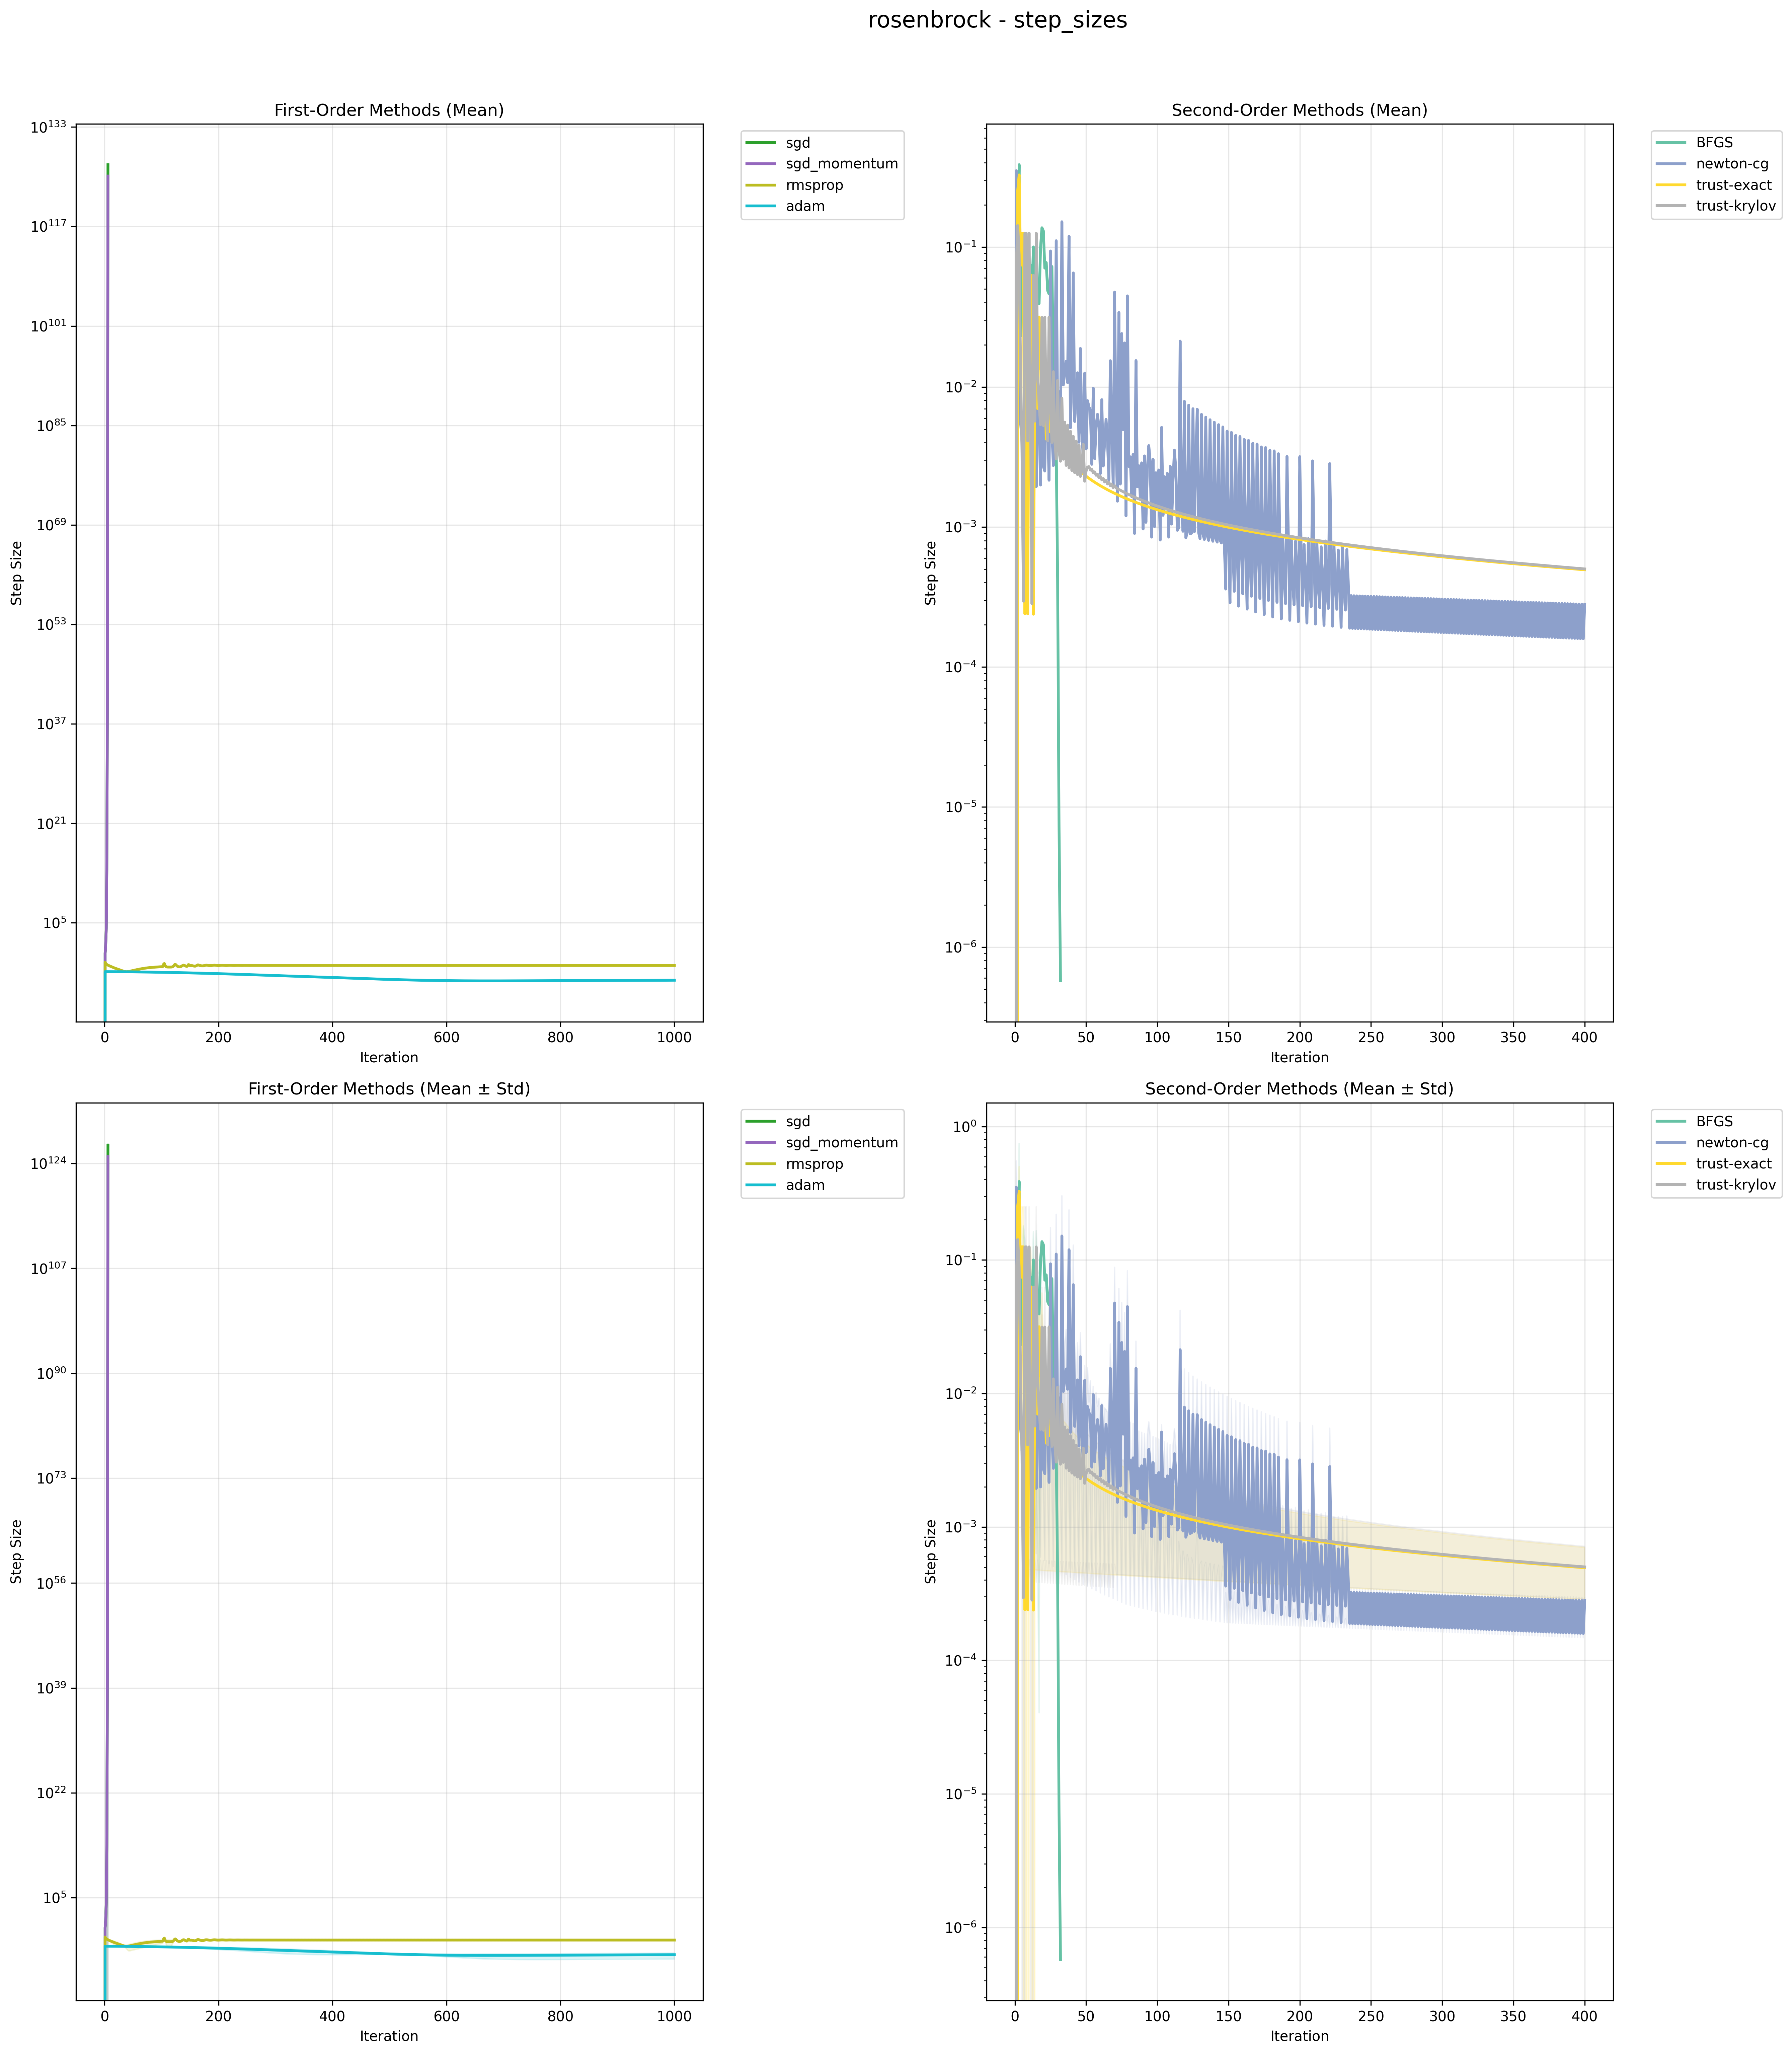 rosenbrock - step_sizes
First-Order Methods (Mean)
10^133
10^117
10^101
10^85
10^69
10^53
10^37
10^21
10^5
Step Size
0 200 400 600 800 1000
Iteration
sgd
sgd_momentum
rmsprop
adam
Second-Order Methods (Mean)
10^−1
10^−2
10^−3
10^−4
10^−5
10^−6
Step Size
0 50 100 150 200 250 300 350 400
Iteration
BFGS
newton-cg
trust-exact
trust-krylov
First-Order Methods (Mean ± Std)
10^124
10^107
10^90
10^73
10^56
10^39
10^22
10^5
Step Size
0 200 400 600 800 1000
Iteration
sgd
sgd_momentum
rmsprop
adam
Second-Order Methods (Mean ± Std)
10^0
10^−1
10^−2
10^−3
10^−4
10^−5
10^−6
Step Size
0 50 100 150 200 250 300 350 400
Iteration
BFGS
newton-cg
trust-exact
trust-krylov